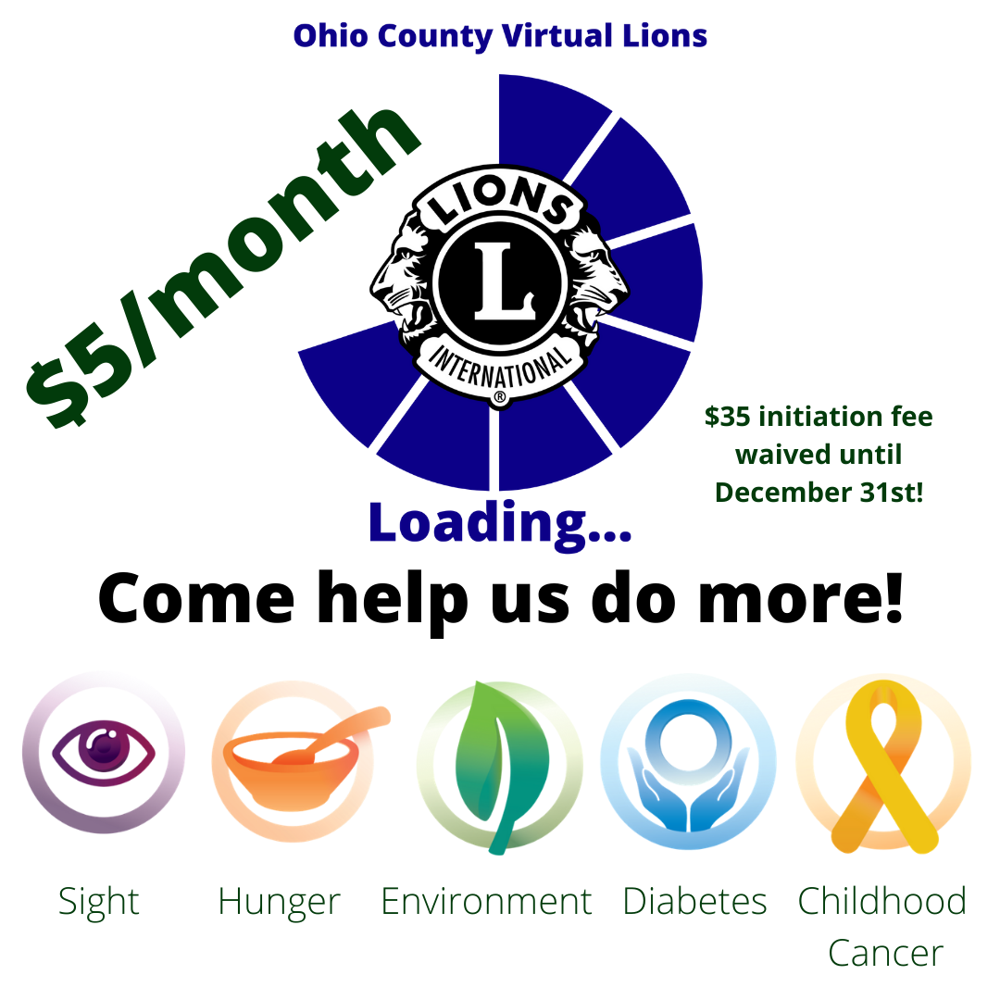 Ohio County Virtual Lions
$5/month
LIONS
L
INTERNATIONAL
®
$35 initiation fee
waived until
December 31st!
Loading...
Come help us do more!
Sight
Hunger
Environment
Diabetes
Childhood
Cancer